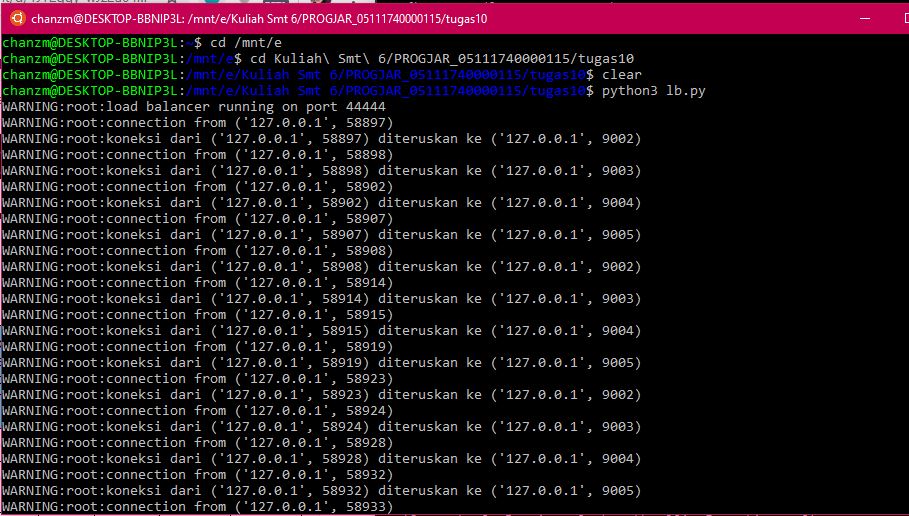 chanzm@DESKTOP-BBNIP3L: /mnt/e/Kuliah Smt 6/PROGJAR_05111740000115/tugas10
chanzm@DESKTOP-BBNIP3L:~$ cd /mnt/e
chanzm@DESKTOP-BBNIP3L:/mnt/e$ cd Kuliah\ Smt\ 6/PROGJAR_05111740000115/tugas10
chanzm@DESKTOP-BBNIP3L:/mnt/e/Kuliah Smt 6/PROGJAR_05111740000115/tugas10$ clear
chanzm@DESKTOP-BBNIP3L:/mnt/e/Kuliah Smt 6/PROGJAR_05111740000115/tugas10$ python3 lb.py
WARNING:root:load balancer running on port 44444
WARNING:root:connection from ('127.0.0.1', 58897)
WARNING:root:koneksi dari ('127.0.0.1', 58897) diteruskan ke ('127.0.0.1', 9002)
WARNING:root:connection from ('127.0.0.1', 58898)
WARNING:root:koneksi dari ('127.0.0.1', 58898) diteruskan ke ('127.0.0.1', 9003)
WARNING:root:connection from ('127.0.0.1', 58902)
WARNING:root:koneksi dari ('127.0.0.1', 58902) diteruskan ke ('127.0.0.1', 9004)
WARNING:root:connection from ('127.0.0.1', 58907)
WARNING:root:koneksi dari ('127.0.0.1', 58907) diteruskan ke ('127.0.0.1', 9005)
WARNING:root:connection from ('127.0.0.1', 58908)
WARNING:root:koneksi dari ('127.0.0.1', 58908) diteruskan ke ('127.0.0.1', 9002)
WARNING:root:connection from ('127.0.0.1', 58914)
WARNING:root:koneksi dari ('127.0.0.1', 58914) diteruskan ke ('127.0.0.1', 9003)
WARNING:root:connection from ('127.0.0.1', 58915)
WARNING:root:koneksi dari ('127.0.0.1', 58915) diteruskan ke ('127.0.0.1', 9004)
WARNING:root:connection from ('127.0.0.1', 58919)
WARNING:root:koneksi dari ('127.0.0.1', 58919) diteruskan ke ('127.0.0.1', 9005)
WARNING:root:connection from ('127.0.0.1', 58923)
WARNING:root:koneksi dari ('127.0.0.1', 58923) diteruskan ke ('127.0.0.1', 9002)
WARNING:root:connection from ('127.0.0.1', 58924)
WARNING:root:koneksi dari ('127.0.0.1', 58924) diteruskan ke ('127.0.0.1', 9003)
WARNING:root:connection from ('127.0.0.1', 58928)
WARNING:root:koneksi dari ('127.0.0.1', 58928) diteruskan ke ('127.0.0.1', 9004)
WARNING:root:connection from ('127.0.0.1', 58932)
WARNING:root:koneksi dari ('127.0.0.1', 58932) diteruskan ke ('127.0.0.1', 9005)
WARNING:root:connection from ('127.0.0.1', 58933)